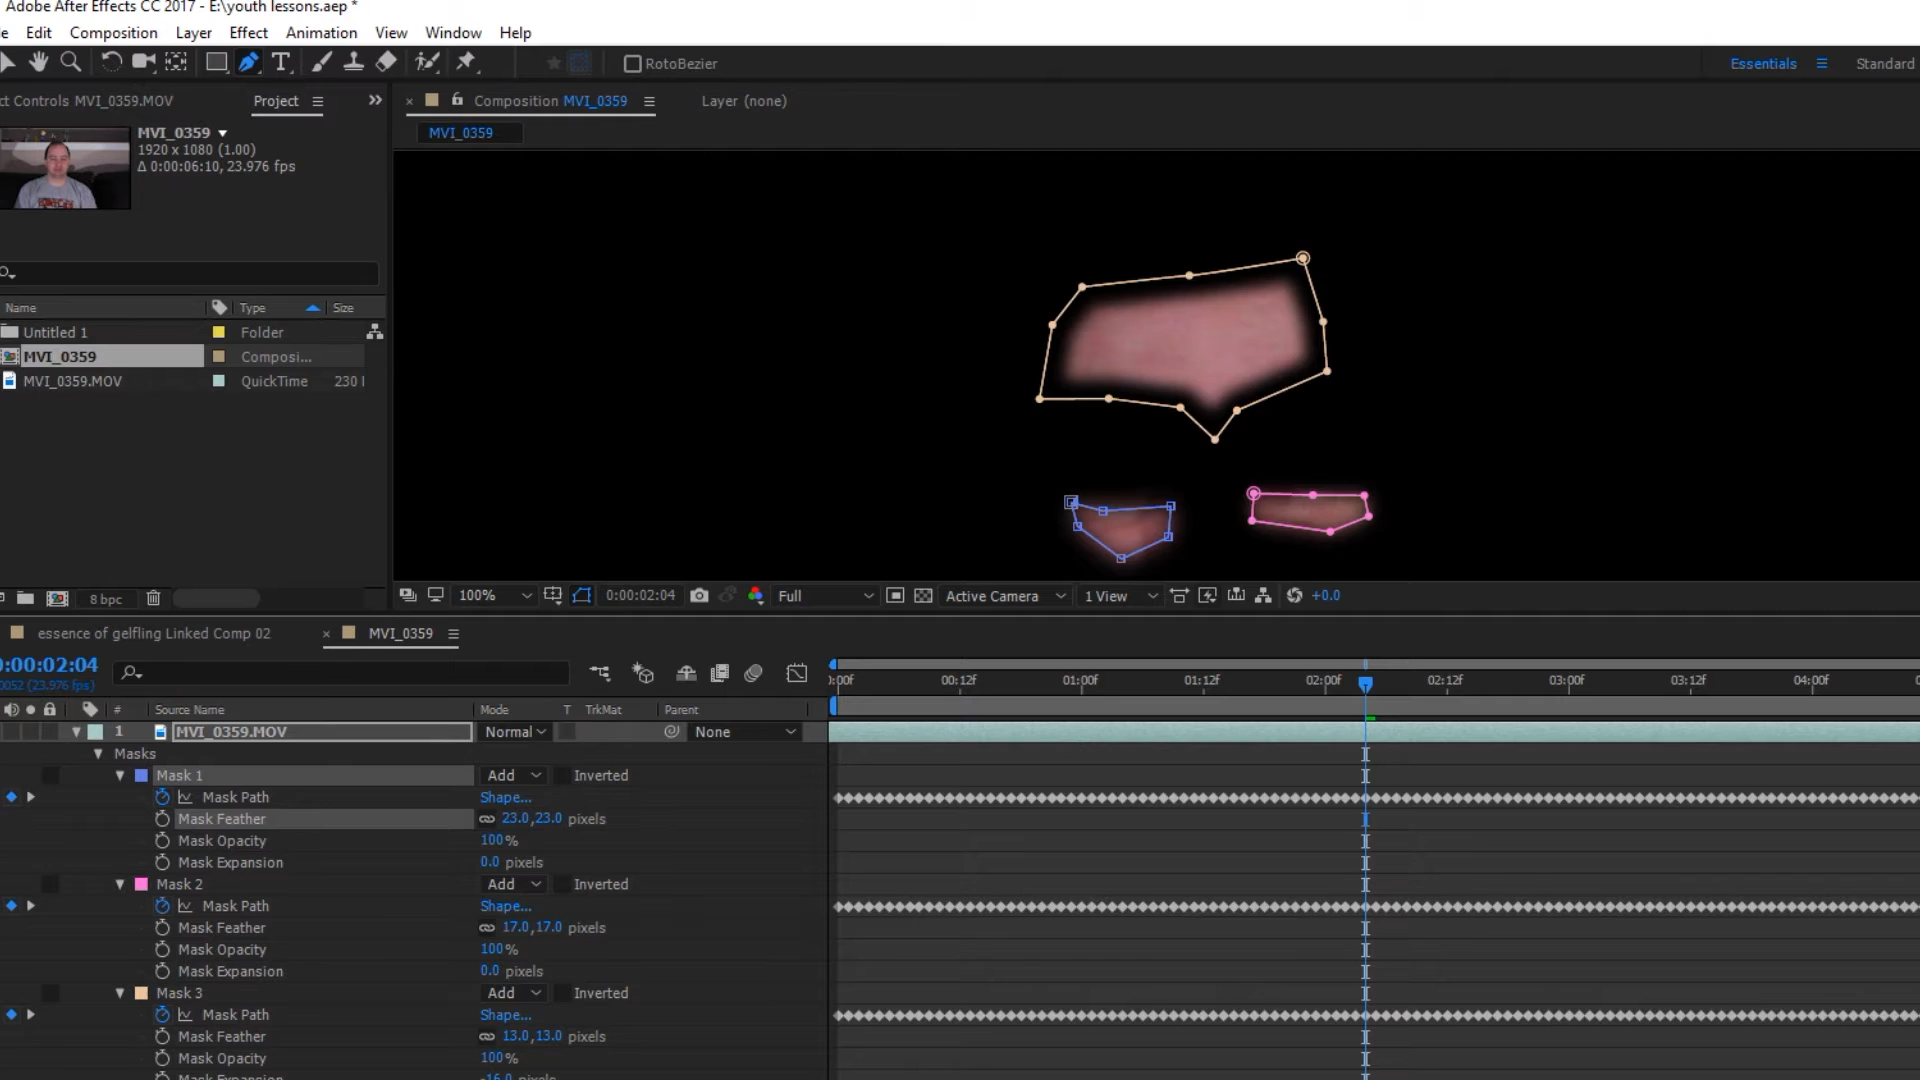 Adobe After Effects CC 2017 - E:\youth lessons.aep *
Edit Composition Layer Effect Animation View Window Help
RotoBezier
Essentials
Standard
ct Controls MVI_0359.MOV
Project
Composition MVI_0359
Layer (none)
MVI_0359
MVI_0359
1920 x 1080 (1.00)
Δ 0:00:06:10, 23.976 fps
Name Type Size
Untitled 1 Folder
MVI_0359 Composi...
MVI_0359.MOV QuickTime 230
8 bpc
100%
0:00:02:04
Full
Active Camera
1 View
+0.0
essence of gelfling Linked Comp 02
MVI_0359
0:00:02:04
0052 (23.976 fps)
:00f 00:12f 01:00f 01:12f 02:00f 02:12f 03:00f 03:12f 04:00f
# Source Name Mode T TrkMat Parent
1 MVI_0359.MOV Normal None
Masks
Mask 1 Add Inverted
Mask Path Shape...
Mask Feather 23.0,23.0 pixels
Mask Opacity 100%
Mask Expansion 0.0 pixels
Mask 2 Add Inverted
Mask Path Shape...
Mask Feather 17.0,17.0 pixels
Mask Opacity 100%
Mask Expansion 0.0 pixels
Mask 3 Add Inverted
Mask Path Shape...
Mask Feather 13.0,13.0 pixels
Mask Opacity 100%
Mask Expansion -16.0 pixels